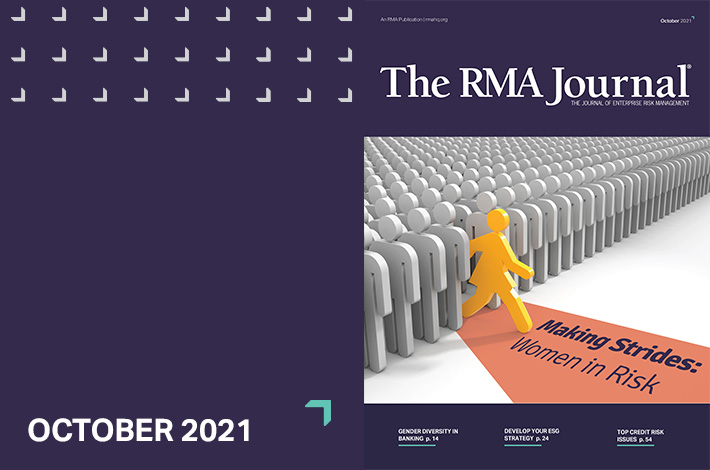 OCTOBER 2021
An RMA Publication | rmahq.org
October 2021
The RMA Journal®
THE JOURNAL OF ENTERPRISE RISK MANAGEMENT
Making Strides:
Women in Risk
GENDER DIVERSITY IN
BANKING p. 14
DEVELOP YOUR ESG
STRATEGY p. 24
TOP CREDIT RISK
ISSUES p. 54